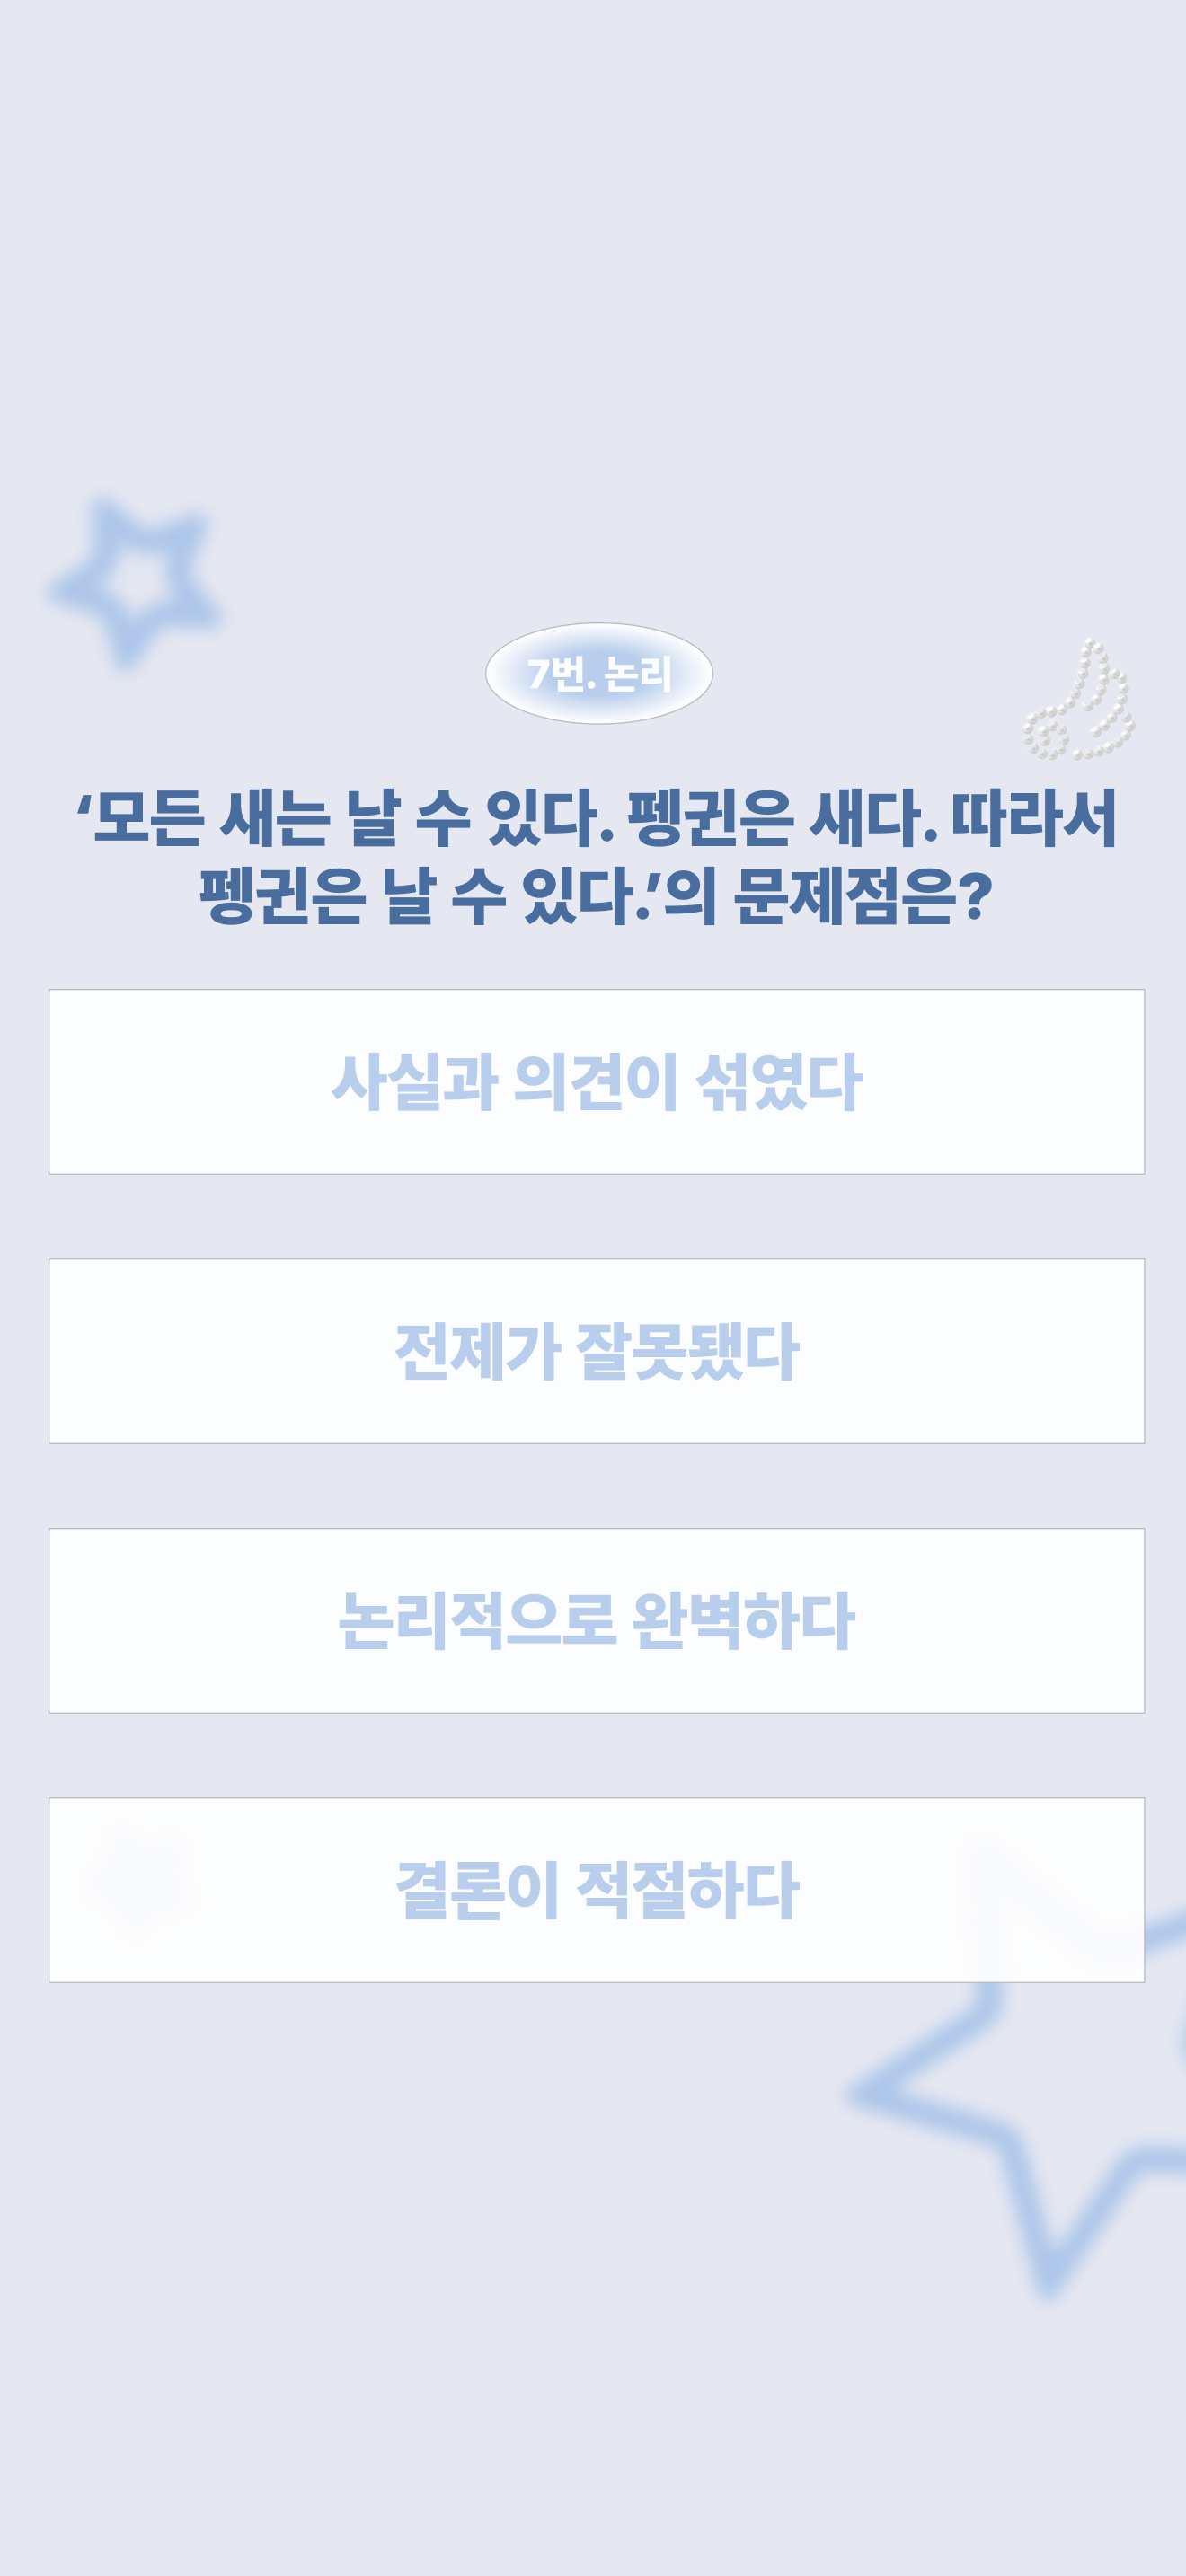 7번. 논리
‘모든 새는 날 수 있다. 펭귄은 새다. 따라서
펭귄은 날 수 있다.’의 문제점은?
사실과 의견이 섞였다
전제가 잘못됐다
논리적으로 완벽하다
결론이 적절하다